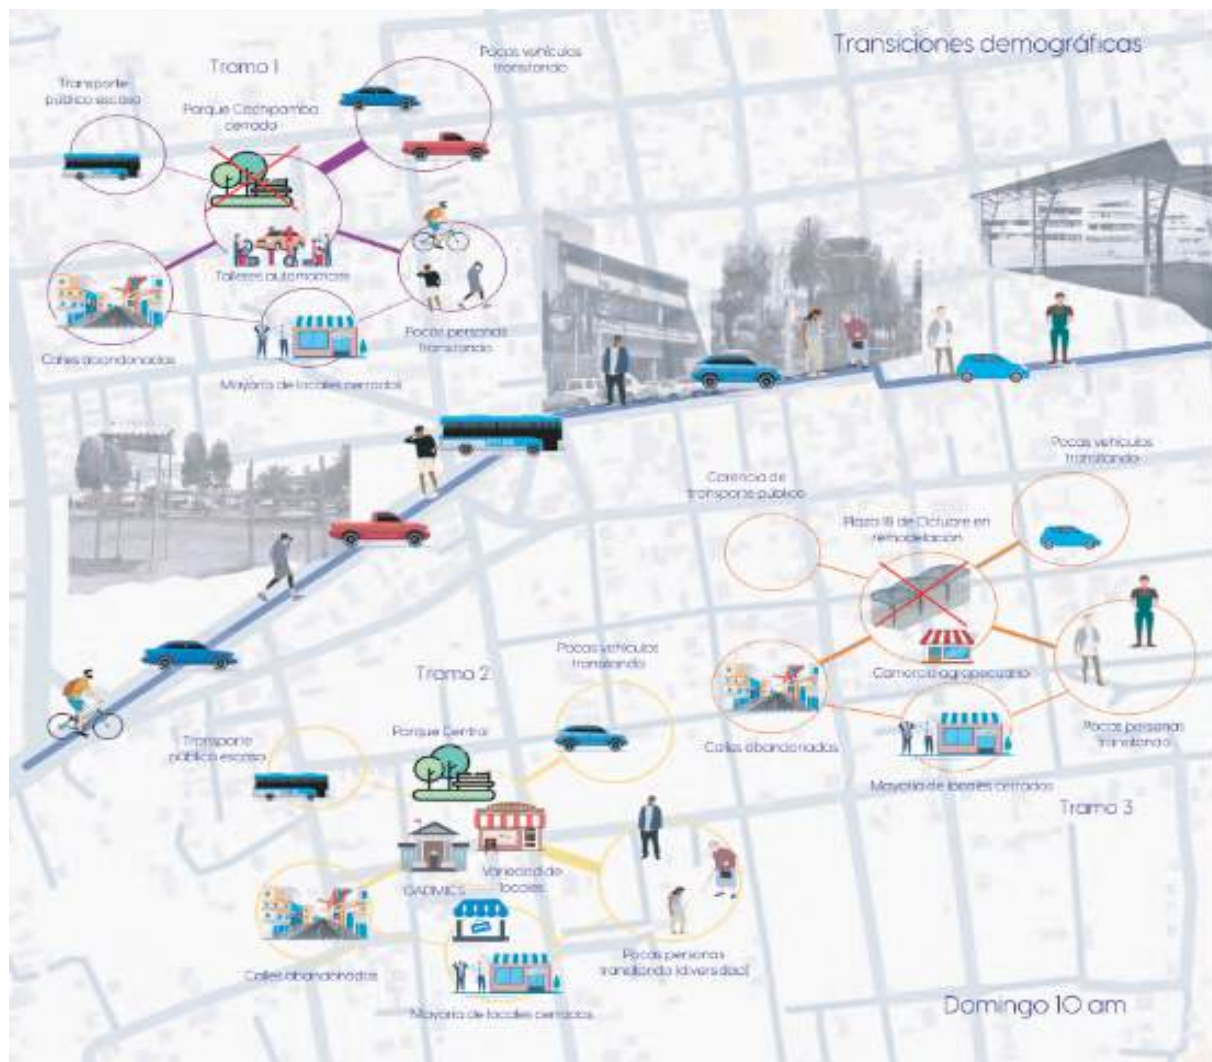 Transiciones demográficas
Tramo 1
Pocos vehículos
transitando
Transporte
público escaso
Parque Cachipamba
cerrado
Talleres automotrices
Calles abandonadas
Pocas personas
transitando
Mayoría de locales cerrados
Tramo 2
Pocos vehículos
transitando
Transporte
público escaso
Parque Central
GADMICS
Variedad de
locales
Calles abandonadas
Pocas personas
transitando (diversidad)
Mayoría de locales cerrados
Carencia de
transporte público
Pocos vehículos
transitando
Plaza 18 de Octubre en
remodelación
Comercio agropecuario
Calles abandonadas
Pocas personas
transitando
Mayoría de locales cerrados
Tramo 3
Domingo 10 am